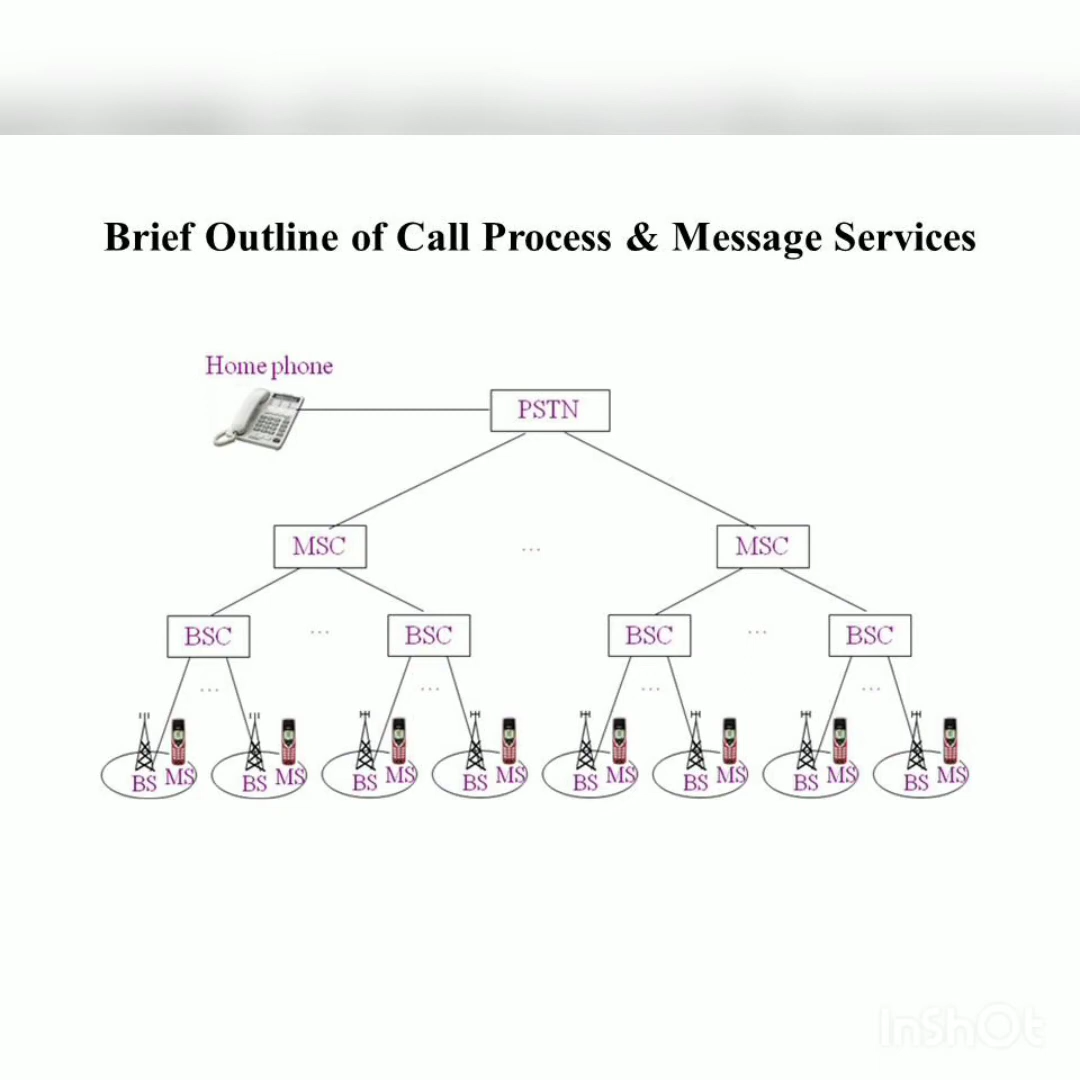 Brief Outline of Call Process & Message Services
Home phone
PSTN
MSC ... MSC
BSC ... BSC BSC ... BSC
... ... ... ...
BS MS BS MS BS MS BS MS BS MS BS MS BS MS BS MS
InShOt